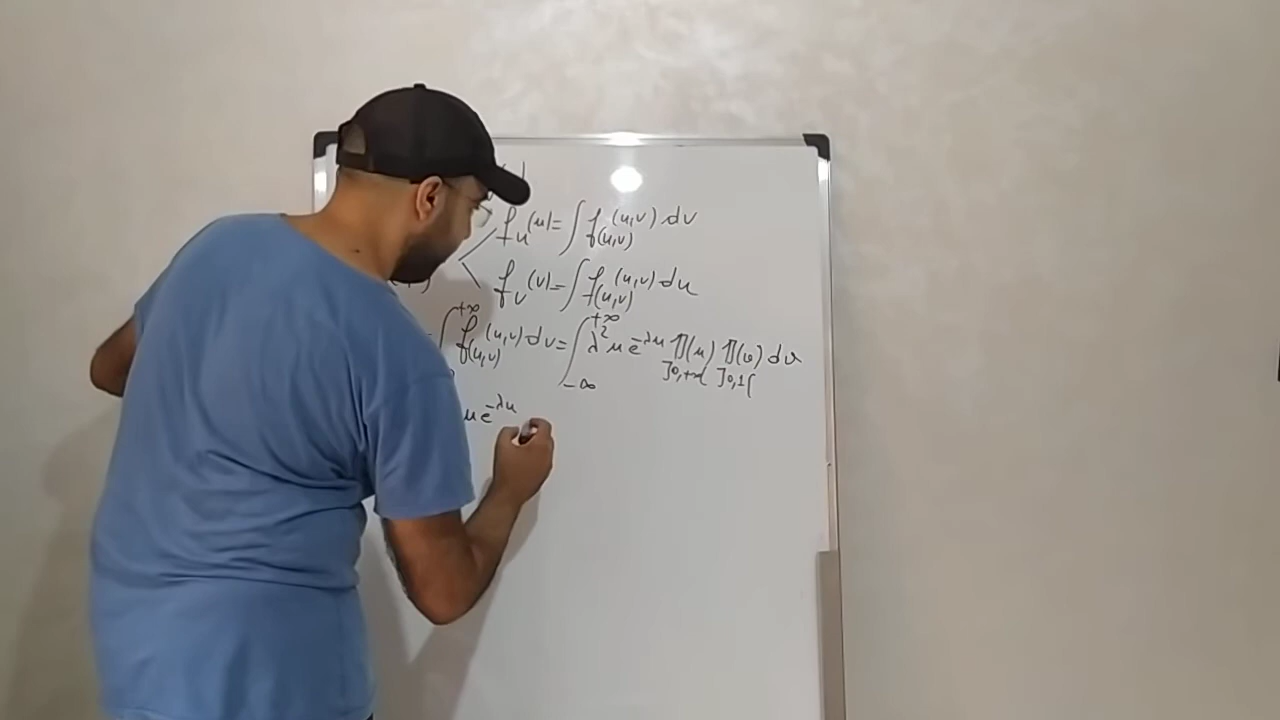 f_U(u) = ∫ f_(U,V)(u,v) dv
f_V(v) = ∫ f_(U,V)(u,v) du
= ∫ f_(U,V)(u,v) dv = ∫_{-∞}^{+∞} λ² u e^{-λu} 𝟙_{]0,+∞[}(u) 𝟙_{]0,1[}(v) dv
u e^{-λu}